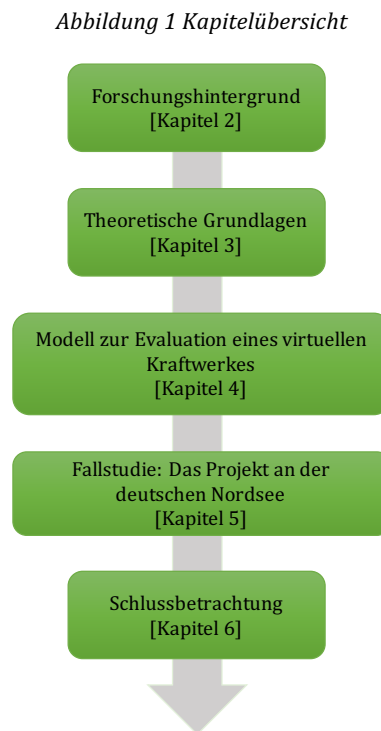 Abbildung 1 Kapitelübersicht
Forschungshintergrund
[Kapitel 2]
Theoretische Grundlagen
[Kapitel 3]
Modell zur Evaluation eines virtuellen
Kraftwerkes
[Kapitel 4]
Fallstudie: Das Projekt an der
deutschen Nordsee
[Kapitel 5]
Schlussbetrachtung
[Kapitel 6]